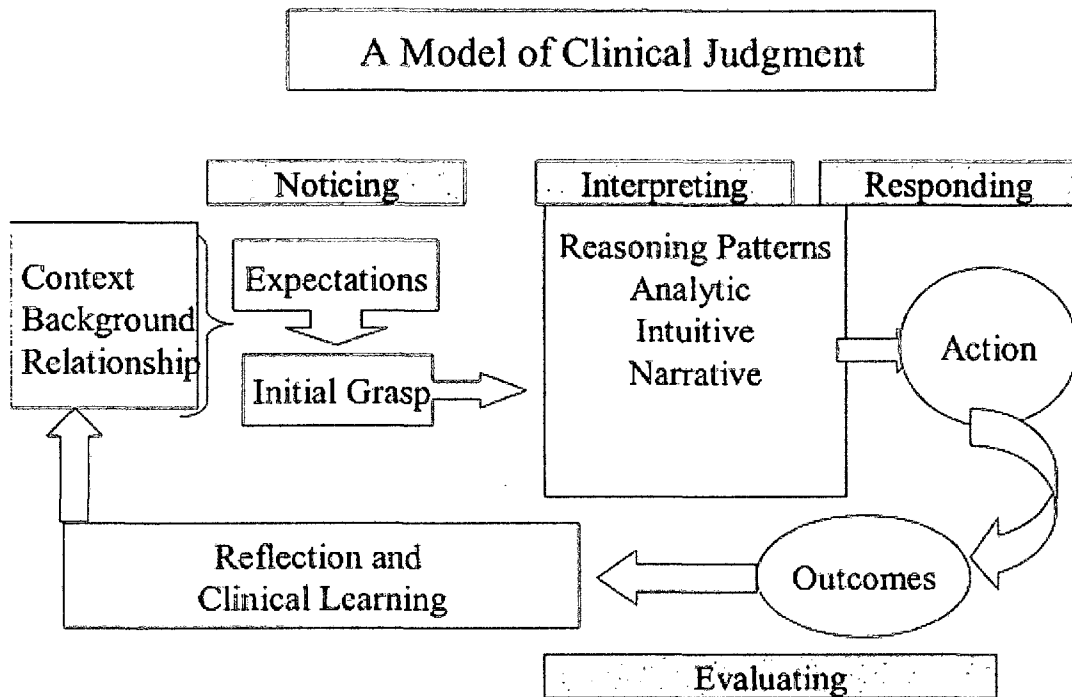 A Model of Clinical Judgment
Noticing
Interpreting
Responding
Context
Background
Relationship
Expectations
Initial Grasp
Reasoning Patterns
Analytic
Intuitive
Narrative
Action
Outcomes
Reflection and
Clinical Learning
Evaluating